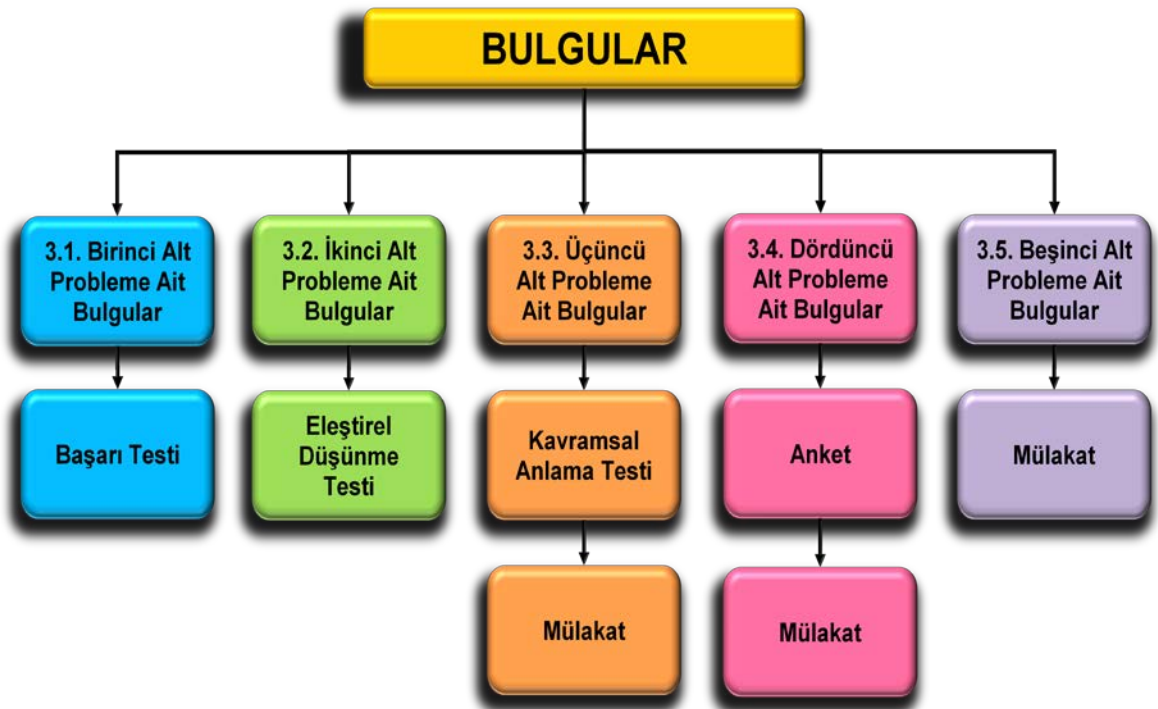 BULGULAR
3.1. Birinci Alt
Probleme Ait
Bulgular
3.2. İkinci Alt
Probleme Ait
Bulgular
3.3. Üçüncü
Alt Probleme
Ait Bulgular
3.4. Dördüncü
Alt Probleme
Ait Bulgular
3.5. Beşinci Alt
Probleme Ait
Bulgular
Başarı Testi
Eleştirel
Düşünme
Testi
Kavramsal
Anlama Testi
Anket
Mülakat
Mülakat
Mülakat